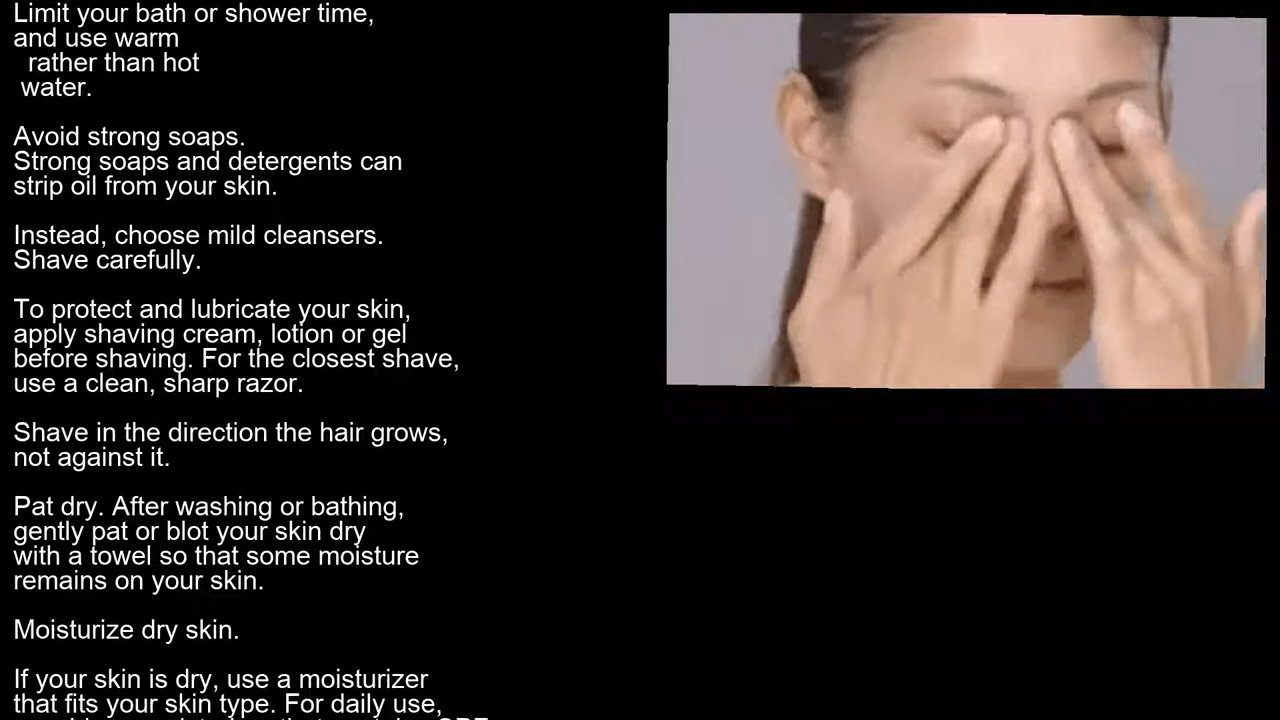 Limit your bath or shower time,
and use warm
rather than hot
water.
Avoid strong soaps.
Strong soaps and detergents can
strip oil from your skin.
Instead, choose mild cleansers.
Shave carefully.
To protect and lubricate your skin,
apply shaving cream, lotion or gel
before shaving. For the closest shave,
use a clean, sharp razor.
Shave in the direction the hair grows,
not against it.
Pat dry. After washing or bathing,
gently pat or blot your skin dry
with a towel so that some moisture
remains on your skin.
Moisturize dry skin.
If your skin is dry, use a moisturizer
that fits your skin type. For daily use,